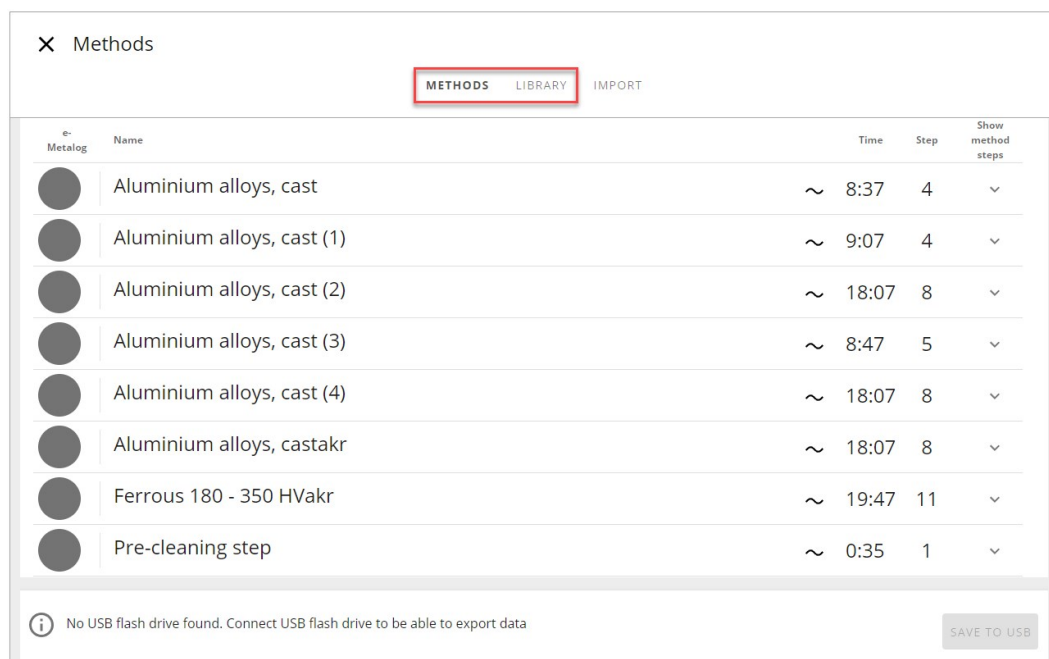 Methods
METHODS LIBRARY IMPORT
e-Metalog Name Time Step Show method steps
Aluminium alloys, cast ~ 8:37 4
Aluminium alloys, cast (1) ~ 9:07 4
Aluminium alloys, cast (2) ~ 18:07 8
Aluminium alloys, cast (3) ~ 8:47 5
Aluminium alloys, cast (4) ~ 18:07 8
Aluminium alloys, castakr ~ 18:07 8
Ferrous 180 - 350 HVakr ~ 19:47 11
Pre-cleaning step ~ 0:35 1
No USB flash drive found. Connect USB flash drive to be able to export data
SAVE TO USB